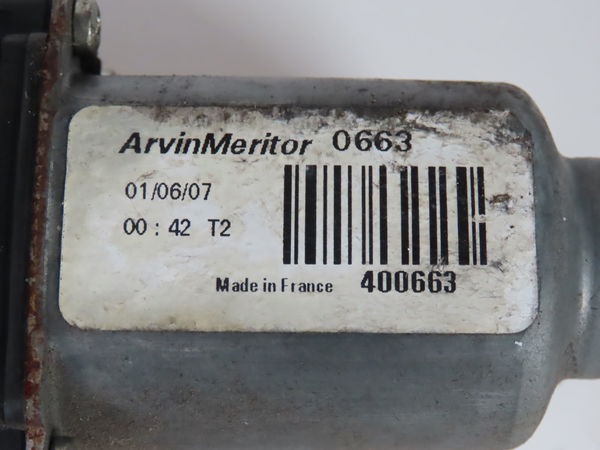 ArvinMeritor 0663
01/06/07
00 : 42 T2
Made in France 400663